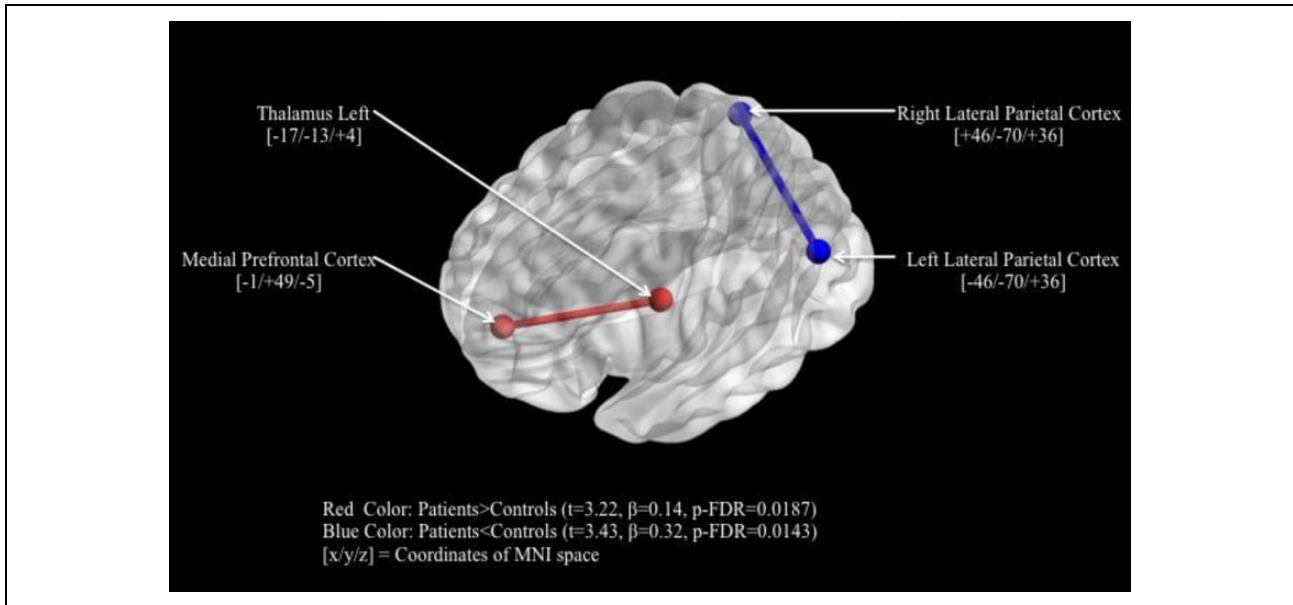 Thalamus Left
[-17/-13/+4]
Right Lateral Parietal Cortex
[+46/-70/+36]
Medial Prefrontal Cortex
[-1/+49/-5]
Left Lateral Parietal Cortex
[-46/-70/+36]
Red Color: Patients>Controls (t=3.22, β=0.14, p-FDR=0.0187)
Blue Color: Patients<Controls (t=3.43, β=0.32, p-FDR=0.0143)
[x/y/z] = Coordinates of MNI space